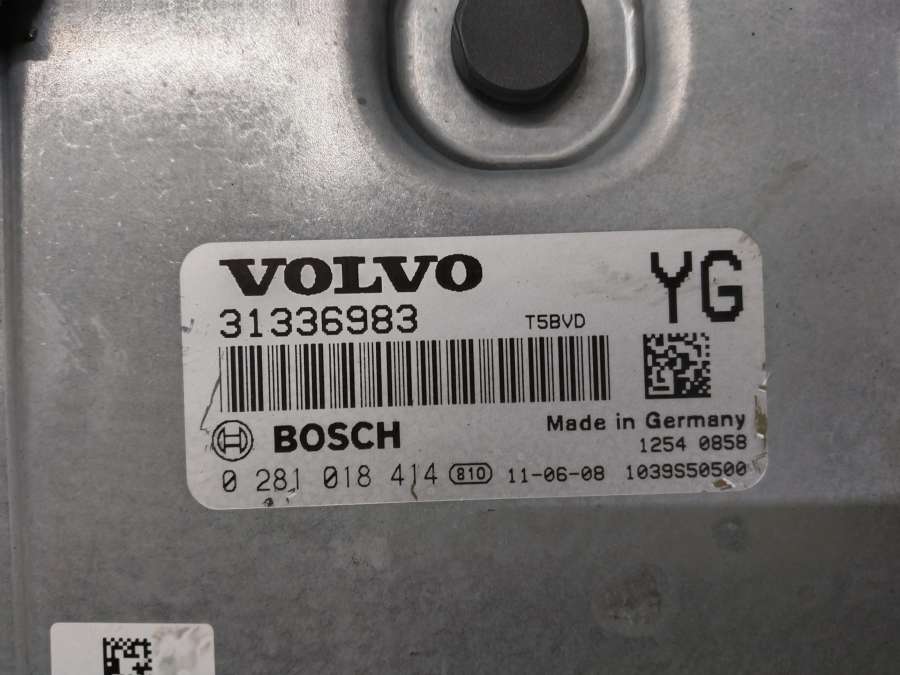 VOLVO YG
31336983 T5BVD
BOSCH Made in Germany
1254 0858
0 281 018 414 810 11-06-08 1039S50500